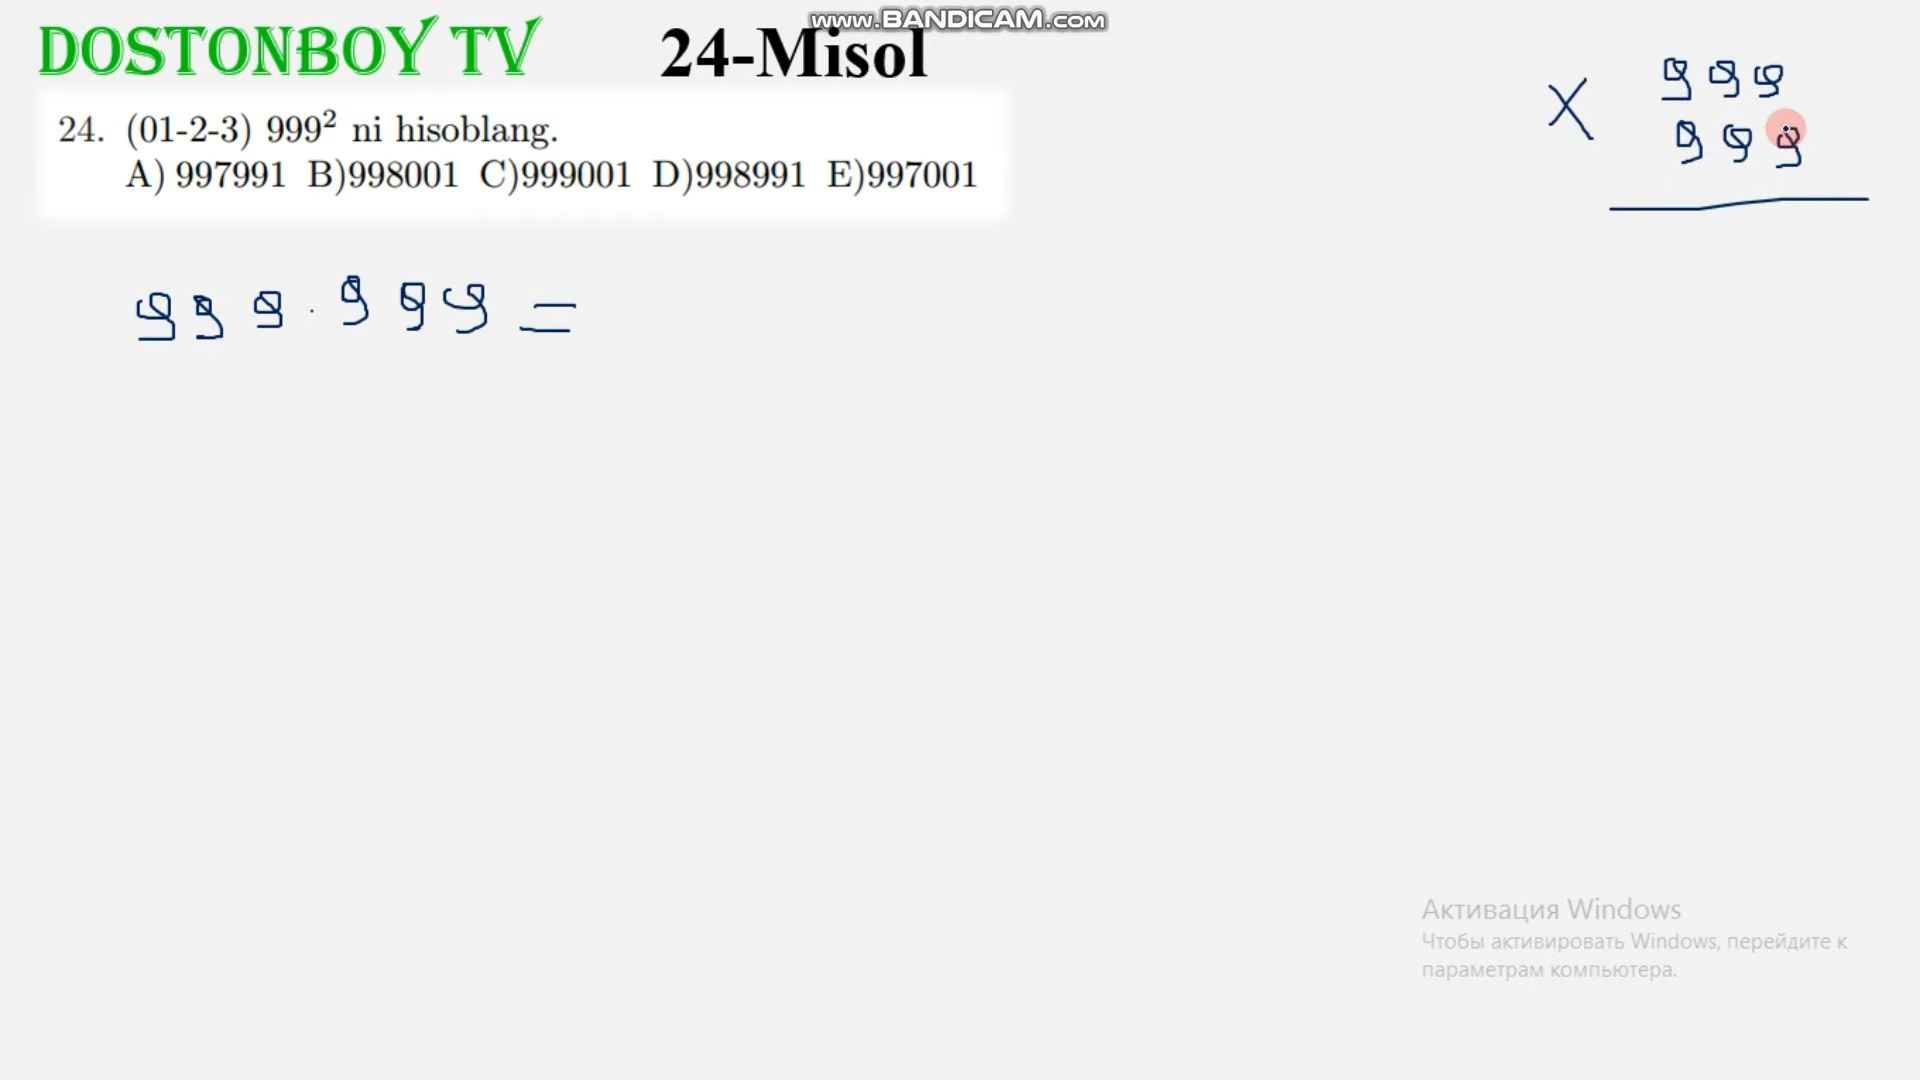 www.BANDICAM.com
DOSTONBOY TV
24-Misol
24. (01-2-3) 999² ni hisoblang.
A) 997991 B)998001 C)999001 D)998991 E)997001
999 · 999 =
X 999
999
Активация Windows
Чтобы активировать Windows, перейдите к
параметрам компьютера.